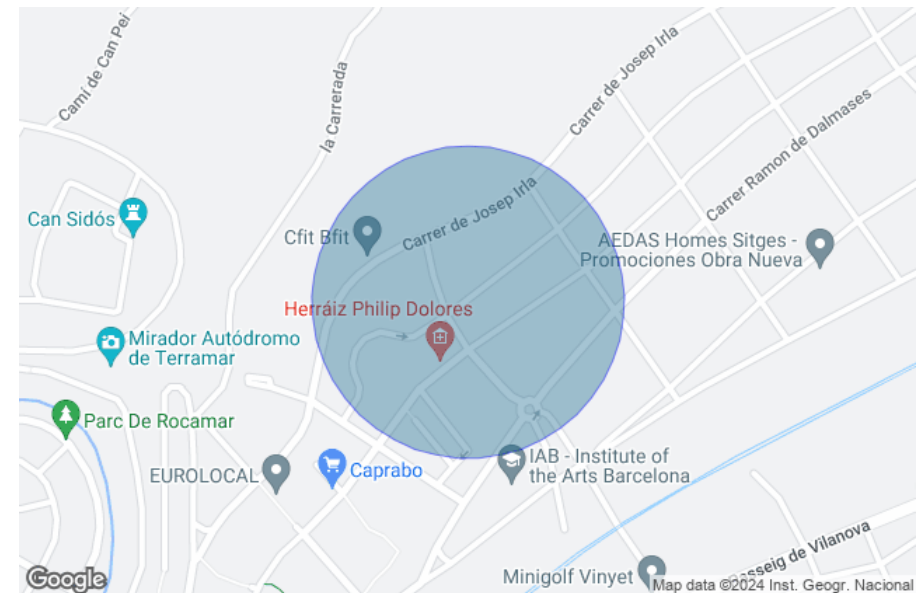 Camí de Can Pei
la Carrerada
Carrer de Josep Irla
Carrer Ramon de Dalmases
Can Sidós
Cfit Bfit
Carrer de Josep Irla
AEDAS Homes Sitges -
Promociones Obra Nueva
Herráiz Philip Dolores
Mirador Autódromo
de Terramar
Parc De Rocamar
EUROLOCAL
Caprabo
IAB - Institute of
the Arts Barcelona
Passeig de Vilanova
Minigolf Vinyet
Google
Map data ©2024 Inst. Geogr. Nacional